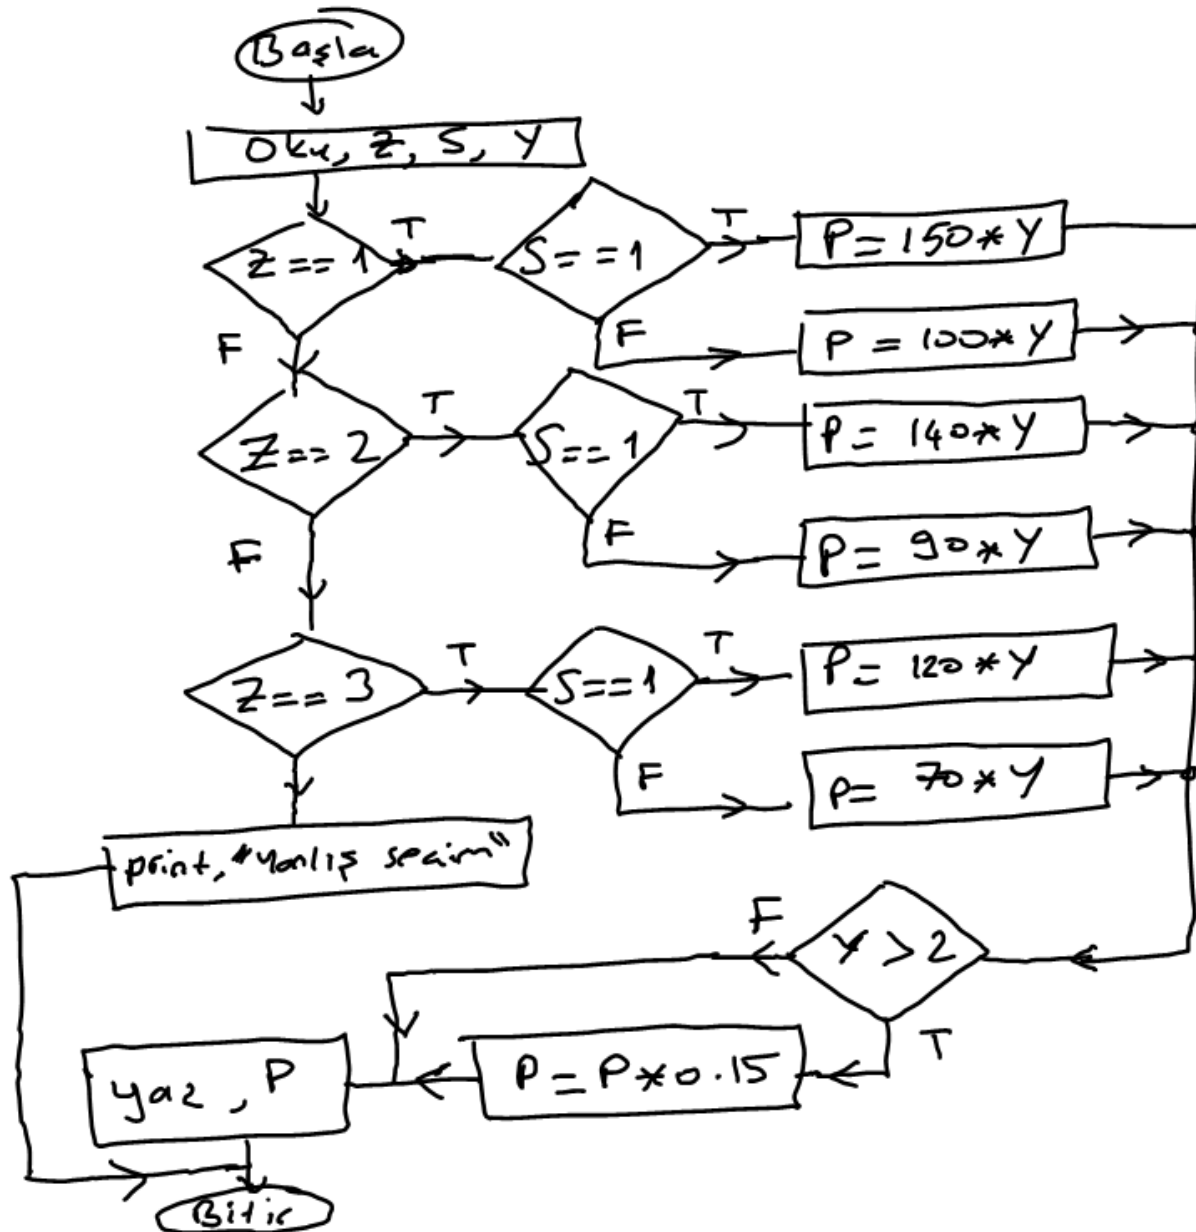 Başla
Oku, Z, S, Y
Z == 1
T
S == 1
T
P = 150 * Y
F
F
P = 100 * Y
Z == 2
T
S == 1
T
P = 140 * Y
F
F
P = 90 * Y
Z == 3
T
S == 1
T
P = 120 * Y
F
P = 70 * Y
print, "Yanlış seçim"
Y > 2
F
T
P = P * 0.15
yaz, P
Bitir